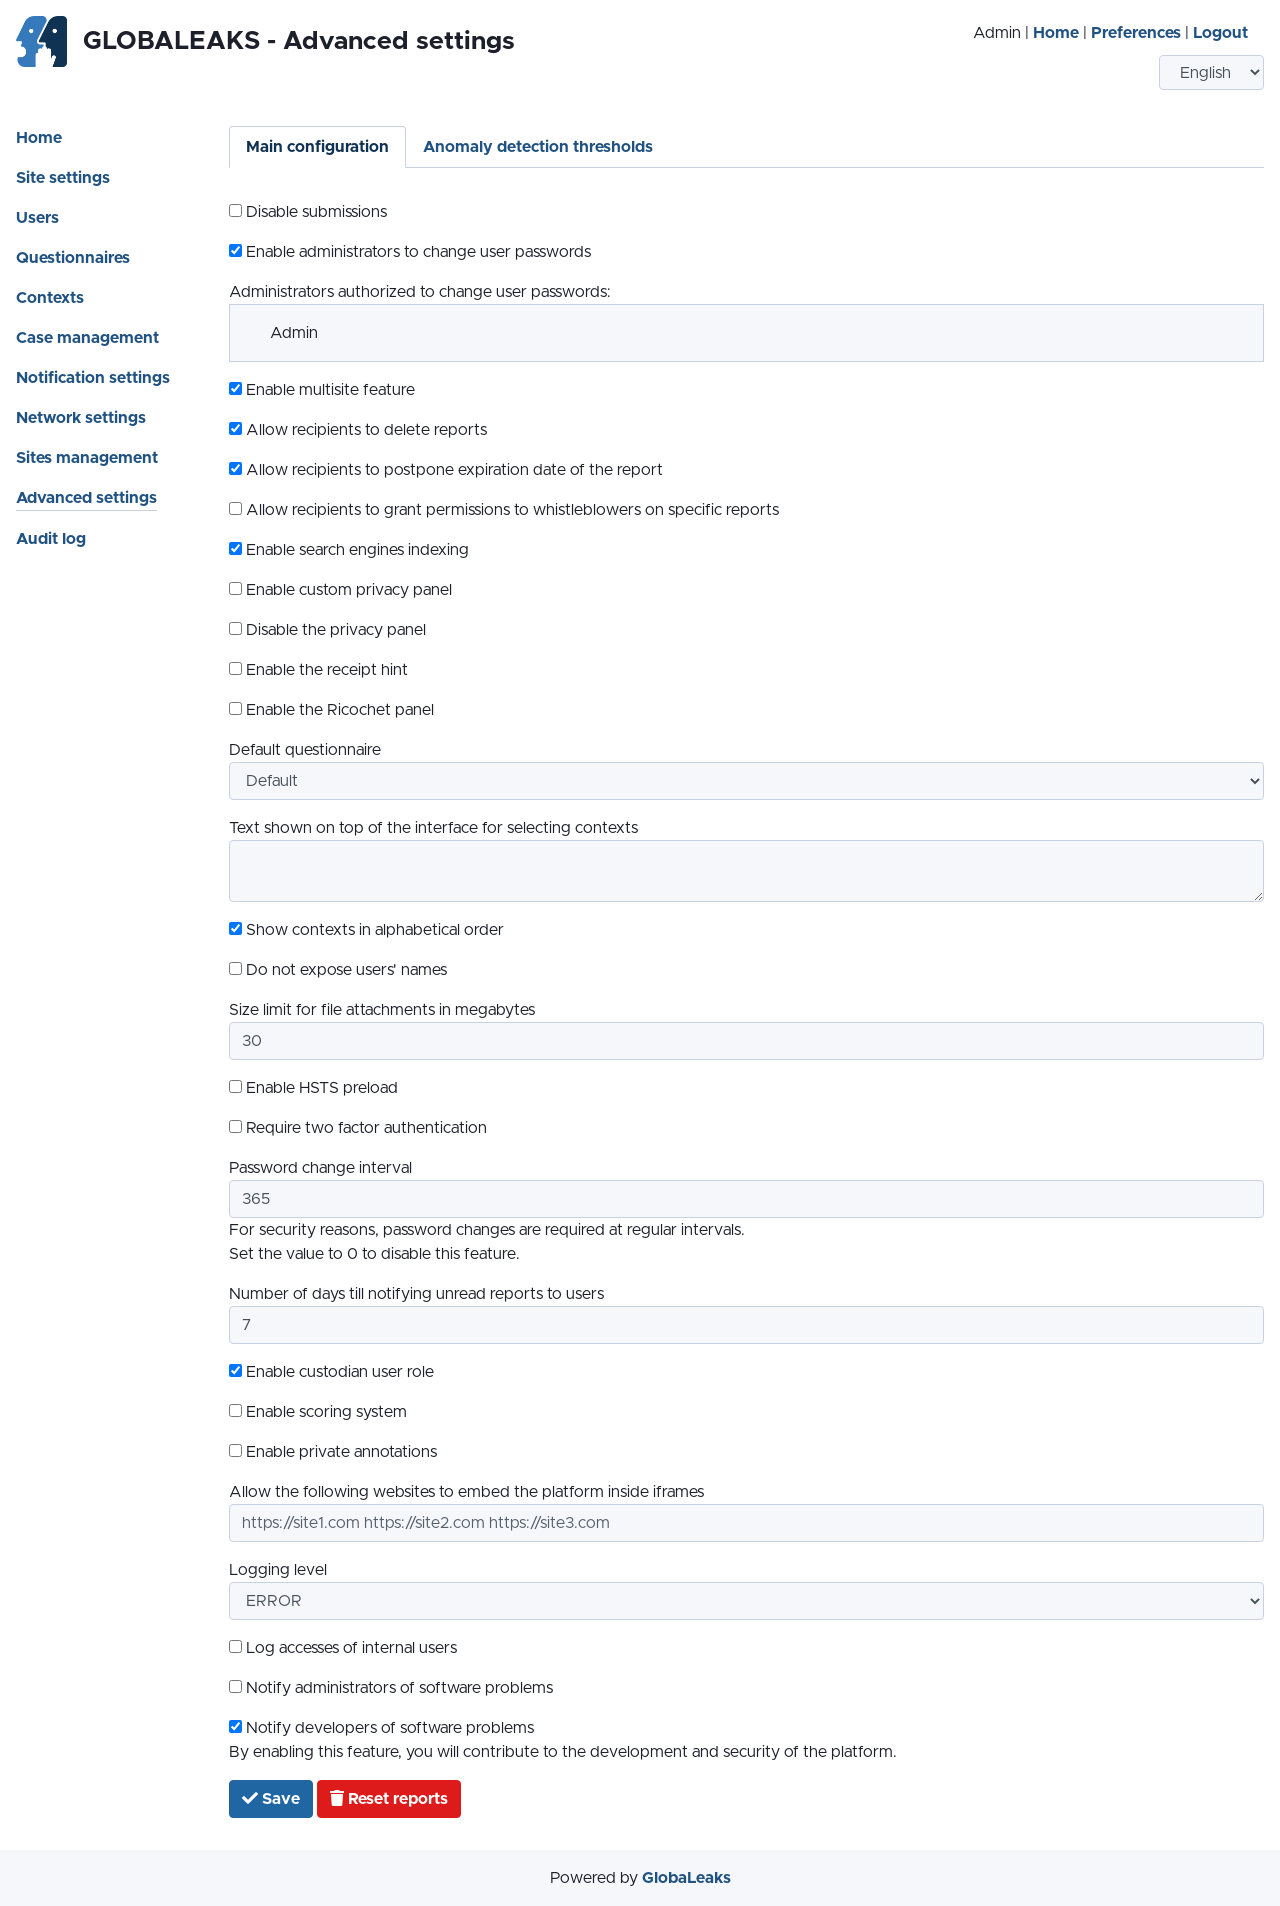 GLOBALEAKS - Advanced settings
Admin | Home | Preferences | Logout
English
Home
Site settings
Users
Questionnaires
Contexts
Case management
Notification settings
Network settings
Sites management
Advanced settings
Audit log
Main configuration
Anomaly detection thresholds
Disable submissions
Enable administrators to change user passwords
Administrators authorized to change user passwords:
Admin
Enable multisite feature
Allow recipients to delete reports
Allow recipients to postpone expiration date of the report
Allow recipients to grant permissions to whistleblowers on specific reports
Enable search engines indexing
Enable custom privacy panel
Disable the privacy panel
Enable the receipt hint
Enable the Ricochet panel
Default questionnaire
Default
Text shown on top of the interface for selecting contexts
Show contexts in alphabetical order
Do not expose users' names
Size limit for file attachments in megabytes
30
Enable HSTS preload
Require two factor authentication
Password change interval
365
For security reasons, password changes are required at regular intervals.
Set the value to 0 to disable this feature.
Number of days till notifying unread reports to users
7
Enable custodian user role
Enable scoring system
Enable private annotations
Allow the following websites to embed the platform inside iframes
https://site1.com https://site2.com https://site3.com
Logging level
ERROR
Log accesses of internal users
Notify administrators of software problems
Notify developers of software problems
By enabling this feature, you will contribute to the development and security of the platform.
Save
Reset reports
Powered by GlobaLeaks